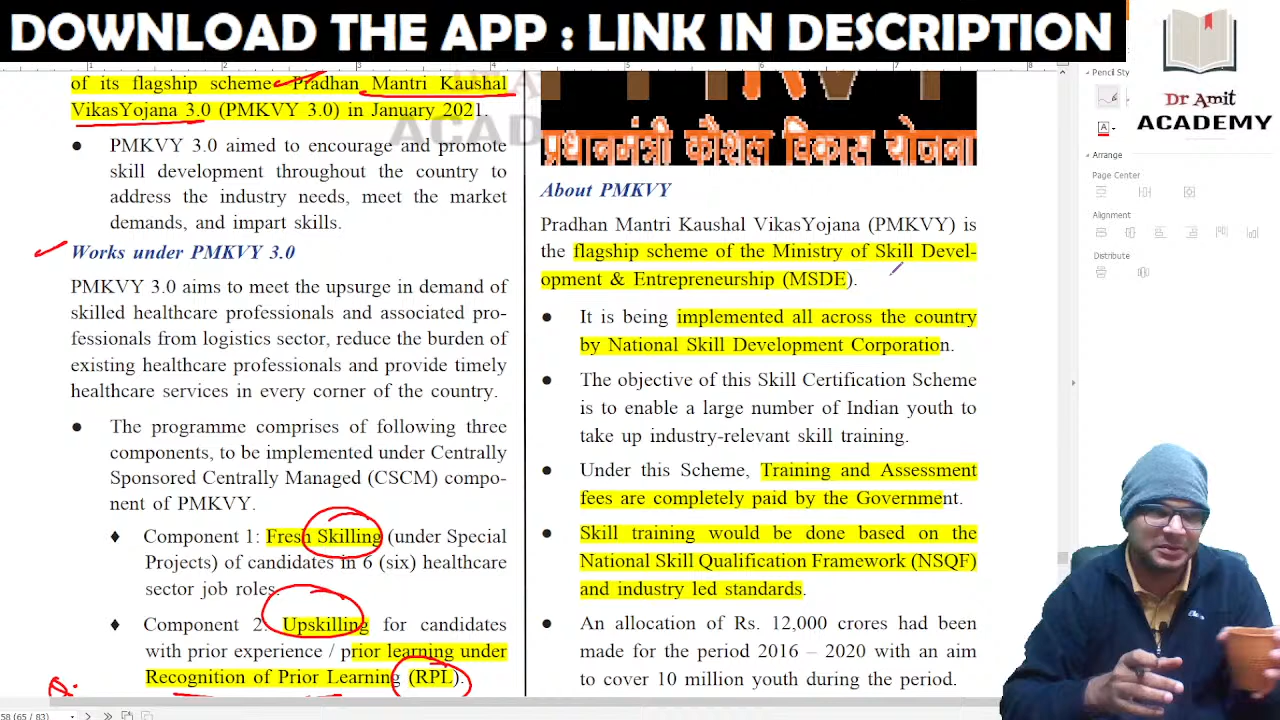 DOWNLOAD THE APP : LINK IN DESCRIPTION
1
2
3
4
5
6
7
8
of its flagship scheme Pradhan Mantri Kaushal
VikasYojana 3.0 (PMKVY 3.0) in January 2021.
● PMKVY 3.0 aimed to encourage and promote
skill development throughout the country to
address the industry needs, meet the market
demands, and impart skills.
Works under PMKVY 3.0
PMKVY 3.0 aims to meet the upsurge in demand of
skilled healthcare professionals and associated pro-
fessionals from logistics sector, reduce the burden of
existing healthcare professionals and provide timely
healthcare services in every corner of the country.
● The programme comprises of following three
components, to be implemented under Centrally
Sponsored Centrally Managed (CSCM) compo-
nent of PMKVY.
♦ Component 1: Fresh Skilling (under Special
Projects) of candidates in 6 (six) healthcare
sector job roles.
♦ Component 2: Upskilling for candidates
with prior experience / prior learning under
Recognition of Prior Learning (RPL).
प्रधानमंत्री कौशल विकास योजना
About PMKVY
Pradhan Mantri Kaushal VikasYojana (PMKVY) is
the flagship scheme of the Ministry of Skill Devel-
opment & Entrepreneurship (MSDE).
● It is being implemented all across the country
by National Skill Development Corporation.
● The objective of this Skill Certification Scheme
is to enable a large number of Indian youth to
take up industry-relevant skill training.
● Under this Scheme, Training and Assessment
fees are completely paid by the Government.
● Skill training would be done based on the
National Skill Qualification Framework (NSQF)
and industry led standards.
● An allocation of Rs. 12,000 crores had been
made for the period 2016 – 2020 with an aim
to cover 10 million youth during the period.
Pencil Sty
Arrange
Page Center
Alignment
Distribute
Dr Amit
ACADEMY
58 (65 / 83)